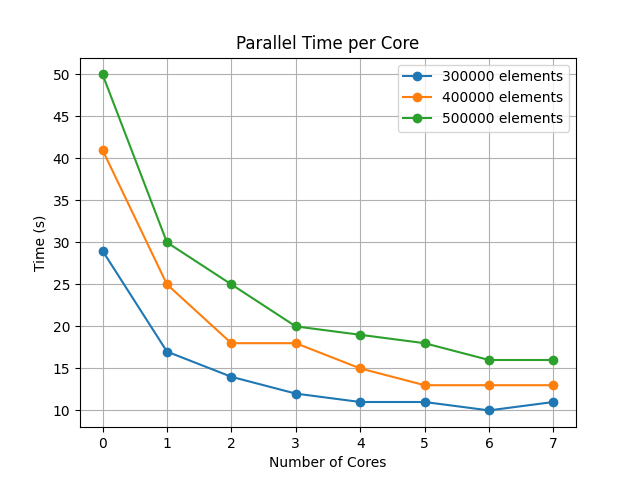 Parallel Time per Core
300000 elements
400000 elements
500000 elements
Time (s)
50
45
40
35
30
25
20
15
10
0 1 2 3 4 5 6 7
Number of Cores